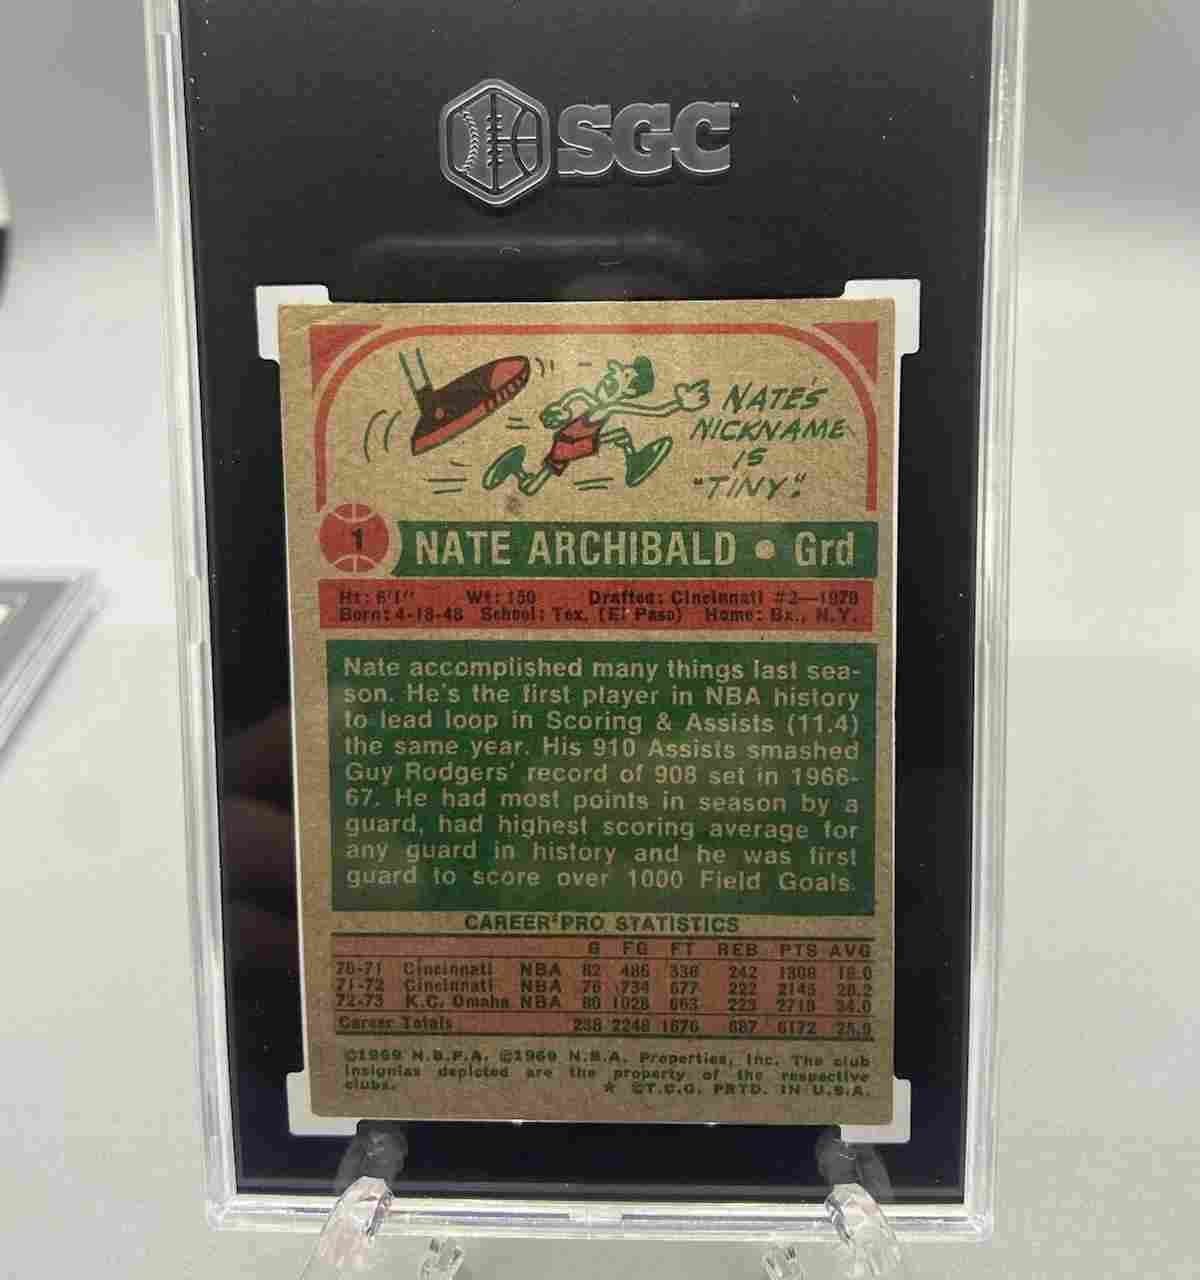 SGC
NATE'S
NICKNAME
IS
"TINY."
1
NATE ARCHIBALD • Grd
Ht: 6'1" Wt: 150 Drafted: Cincinnati #2—1970
Born: 4-18-48 School: Tex. (El Paso) Home: Bx., N.Y.
Nate accomplished many things last sea-
son. He's the first player in NBA history
to lead loop in Scoring & Assists (11.4)
the same year. His 910 Assists smashed
Guy Rodgers' record of 908 set in 1966-
67. He had most points in season by a
guard, had highest scoring average for
any guard in history and he was first
guard to score over 1000 Field Goals.
CAREER PRO STATISTICS
G FG FT REB PTS AVG
70-71 Cincinnati NBA 82 486 336 242 1308 16.0
71-72 Cincinnati NBA 76 734 677 222 2145 28.2
72-73 K.C. Omaha NBA 80 1028 663 223 2719 34.0
Career Totals 238 2248 1676 687 6172 25.9
©1969 N.B.P.A. ©1969 N.B.A. Properties, Inc. The club
insignias depicted are the property of the respective
clubs. ★ ©T.C.G. PRTD. IN U.S.A.